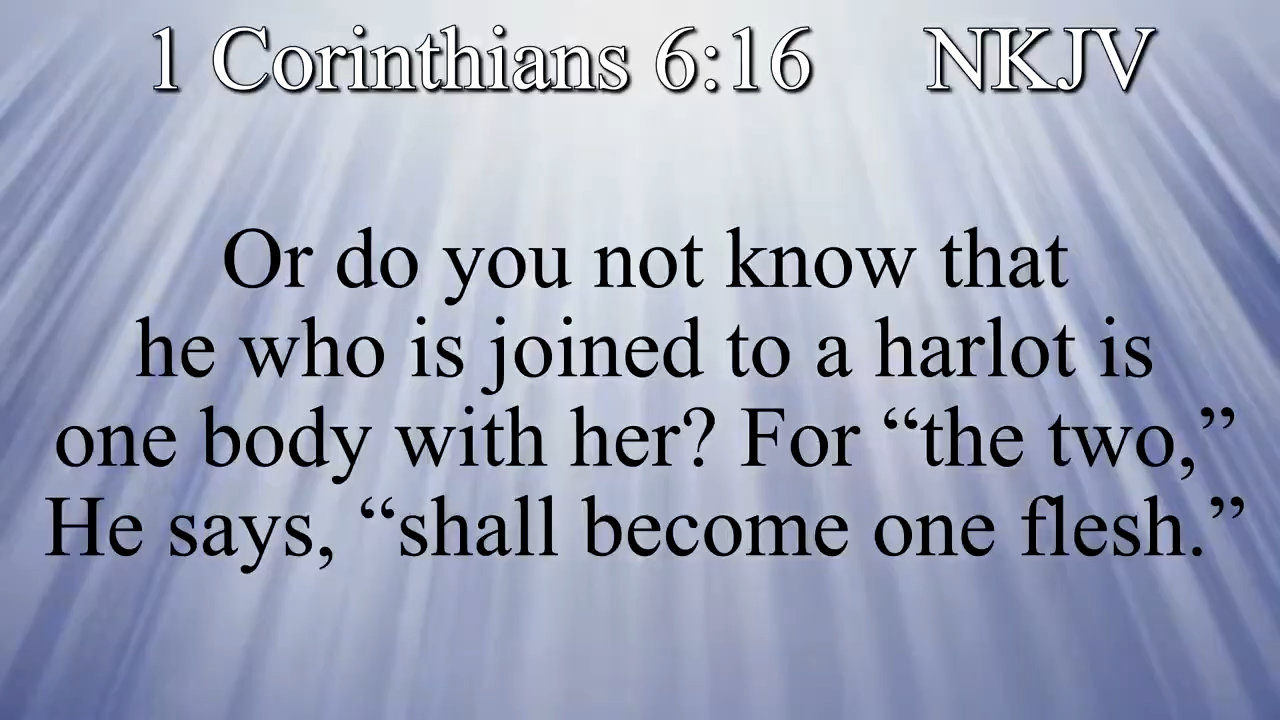 1 Corinthians 6:16 NKJV
Or do you not know that
he who is joined to a harlot is
one body with her? For “the two,”
He says, “shall become one flesh.”